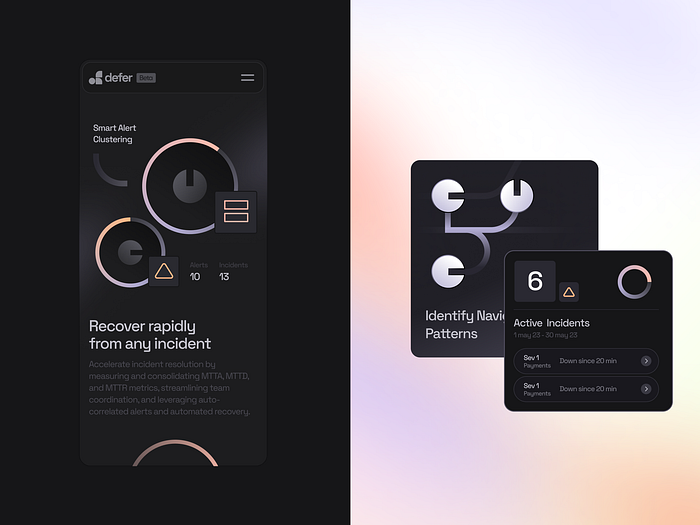 defer Beta
Smart Alert
Clustering
Alerts
10
Incidents
13
Recover rapidly
from any incident
Accelerate incident resolution by
measuring and consolidating MTTA, MTTD,
and MTTR metrics, streamlining team
coordination, and leveraging auto-
correlated alerts and automated recovery.
Identify Navi
Patterns
6
Active Incidents
1 may 23 - 30 may 23
Sev 1
Payments
Down since 20 min
Sev 1
Payments
Down since 20 min